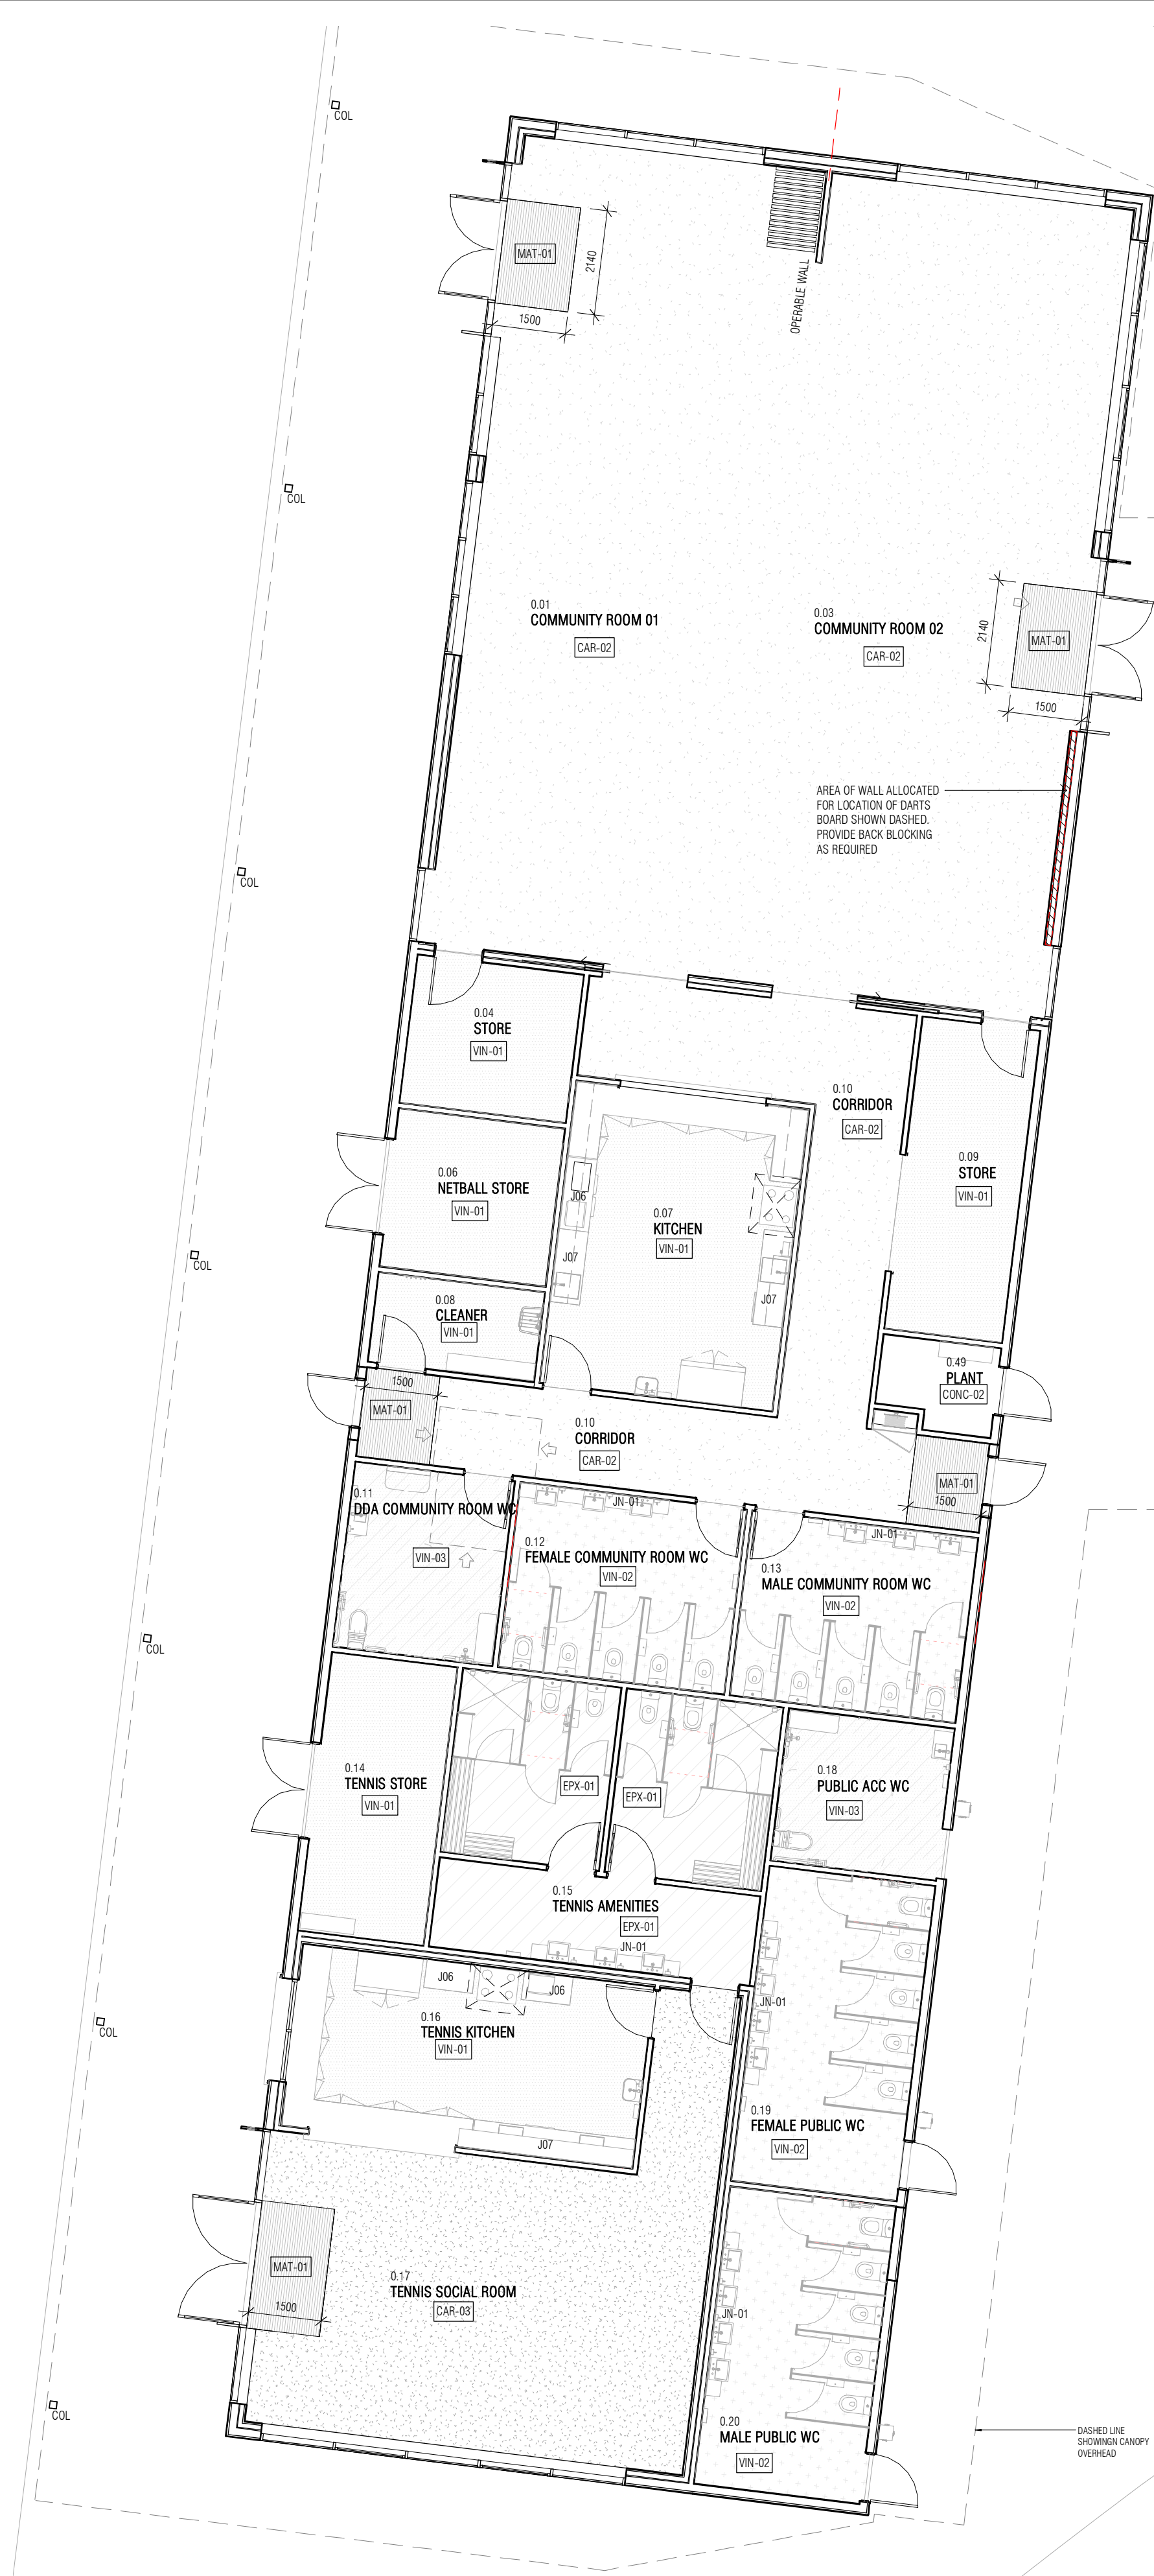 COL
MAT-01
2140
1500
OPERABLE WALL
COL
0.01
COMMUNITY ROOM 01
CAR-02
0.03
COMMUNITY ROOM 02
CAR-02
2140
MAT-01
1500
AREA OF WALL ALLOCATED
FOR LOCATION OF DARTS
BOARD SHOWN DASHED.
PROVIDE BACK BLOCKING
AS REQUIRED
COL
0.04
STORE
VIN-01
0.10
CORRIDOR
CAR-02
0.06
NETBALL STORE
VIN-01
J06
0.07
KITCHEN
VIN-01
0.09
STORE
VIN-01
COL
J07
J07
0.08
CLEANER
VIN-01
0.49
PLANT
CONC-02
1500
MAT-01
0.10
CORRIDOR
CAR-02
MAT-01
1500
0.11
DDA COMMUNITY ROOM WC
VIN-03
JN-01
0.12
FEMALE COMMUNITY ROOM WC
VIN-02
JN-01
0.13
MALE COMMUNITY ROOM WC
VIN-02
COL
0.14
TENNIS STORE
VIN-01
EPX-01
EPX-01
0.18
PUBLIC ACC WC
VIN-03
0.15
TENNIS AMENITIES
EPX-01
JN-01
J06
J06
0.16
TENNIS KITCHEN
VIN-01
JN-01
COL
J07
0.19
FEMALE PUBLIC WC
VIN-02
MAT-01
1500
0.17
TENNIS SOCIAL ROOM
CAR-03
JN-01
COL
0.20
MALE PUBLIC WC
VIN-02
DASHED LINE
SHOWINGN CANOPY
OVERHEAD